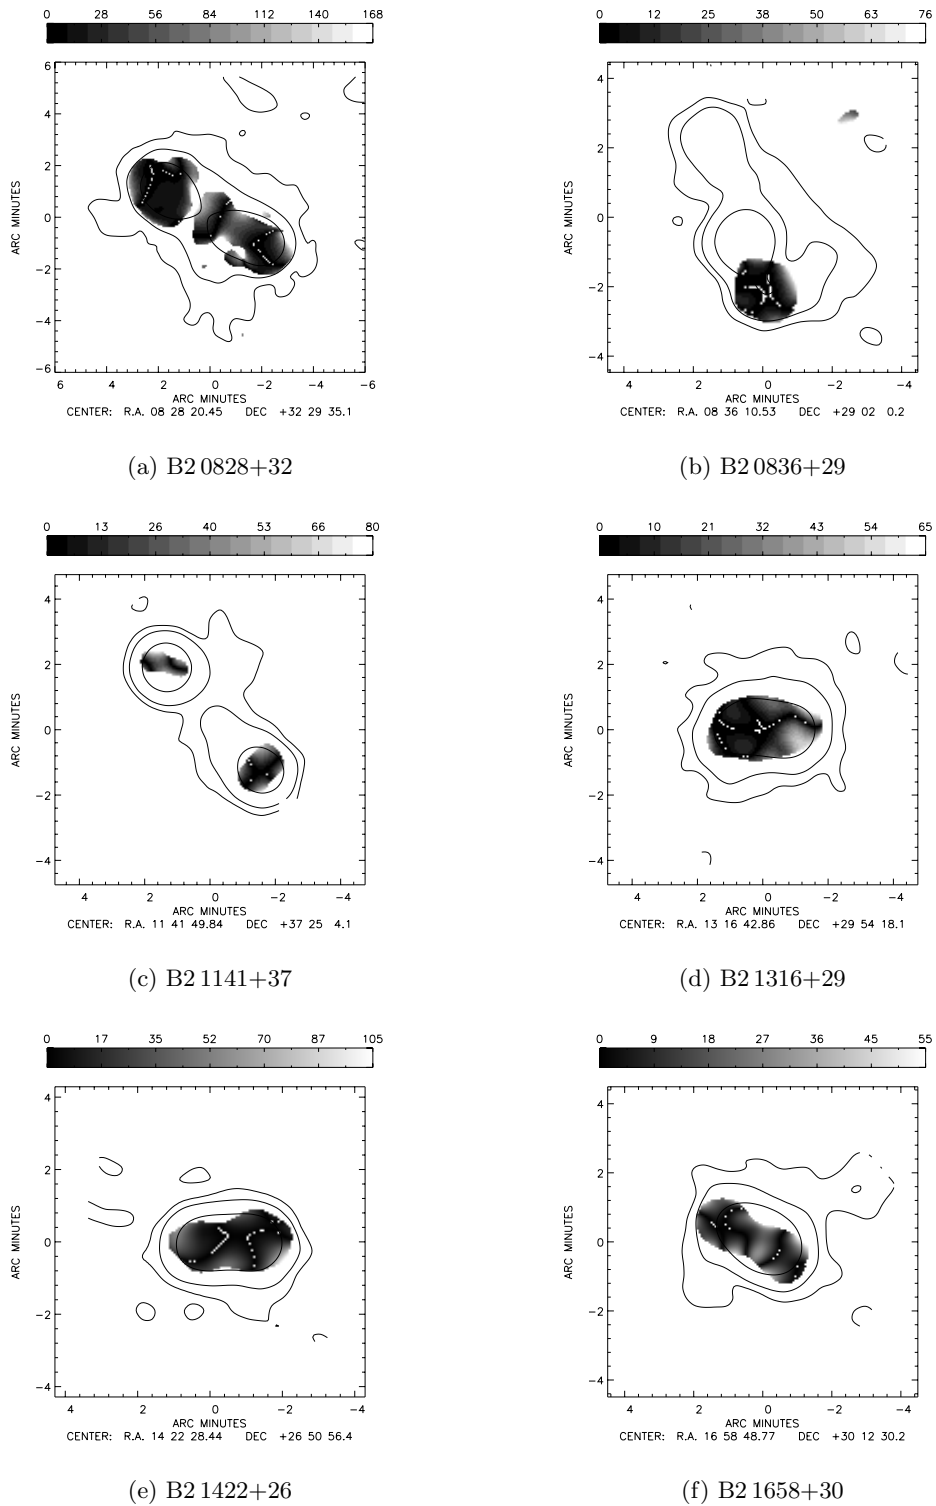 0 28 56 84 112 140 168
0 12 25 38 50 63 76
6
4
2
0
-2
-4
-6
ARC MINUTES
6 4 2 0 -2 -4 -6
ARC MINUTES
CENTER: R.A. 08 28 20.45 DEC +32 29 35.1
4
2
0
-2
-4
ARC MINUTES
4 2 0 -2 -4
ARC MINUTES
CENTER: R.A. 08 36 10.53 DEC +29 02 0.2
(a) B2 0828+32
(b) B2 0836+29
0 13 26 40 53 66 80
0 10 21 32 43 54 65
4
2
0
-2
-4
ARC MINUTES
4 2 0 -2 -4
ARC MINUTES
CENTER: R.A. 11 41 49.84 DEC +37 25 4.1
4
2
0
-2
-4
ARC MINUTES
4 2 0 -2 -4
ARC MINUTES
CENTER: R.A. 13 16 42.86 DEC +29 54 18.1
(c) B2 1141+37
(d) B2 1316+29
0 17 35 52 70 87 105
0 9 18 27 36 45 55
4
2
0
-2
-4
ARC MINUTES
4 2 0 -2 -4
ARC MINUTES
CENTER: R.A. 14 22 28.44 DEC +26 50 56.4
4
2
0
-2
-4
ARC MINUTES
4 2 0 -2 -4
ARC MINUTES
CENTER: R.A. 16 58 48.77 DEC +30 12 30.2
(e) B2 1422+26
(f) B2 1658+30